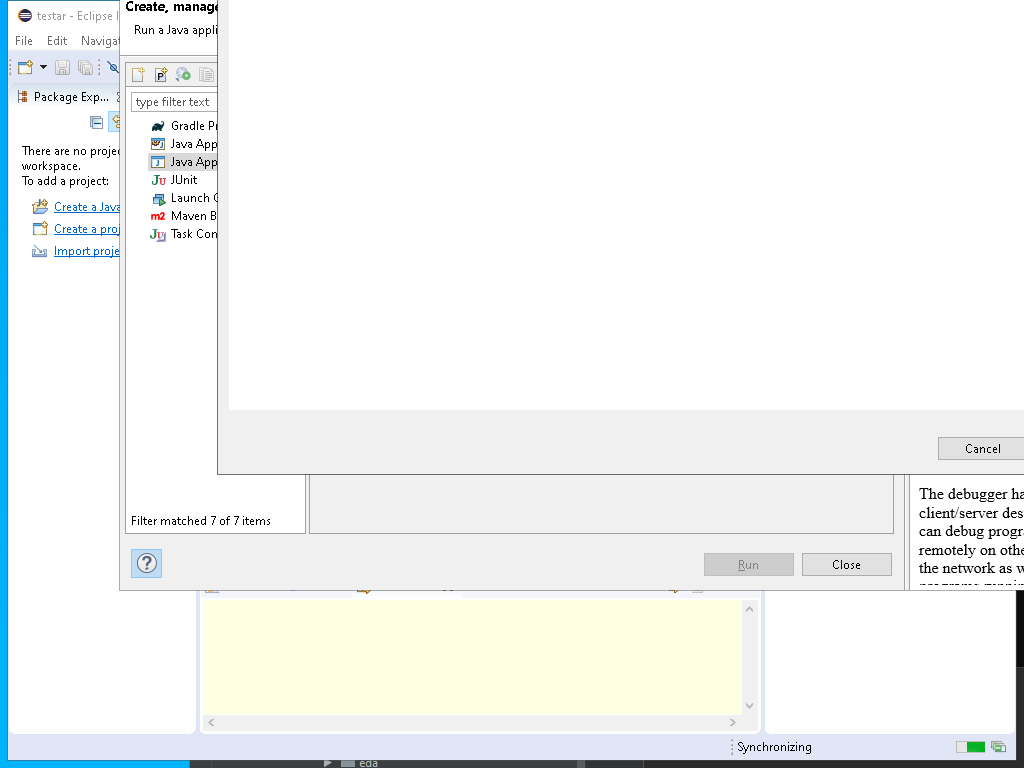 testar - Eclipse I
File Edit Navigat
Package Exp...
There are no projec
workspace.
To add a project:
Create a Java
Create a proj
Import proje
Create, manag
Run a Java appli
type filter text
Gradle Pr
Java App
Java App
JUnit
Launch G
Maven B
Task Con
Filter matched 7 of 7 items
Cancel
Run
Close
The debugger ha
client/server des
can debug progra
remotely on othe
the network as w
Synchronizing
eda